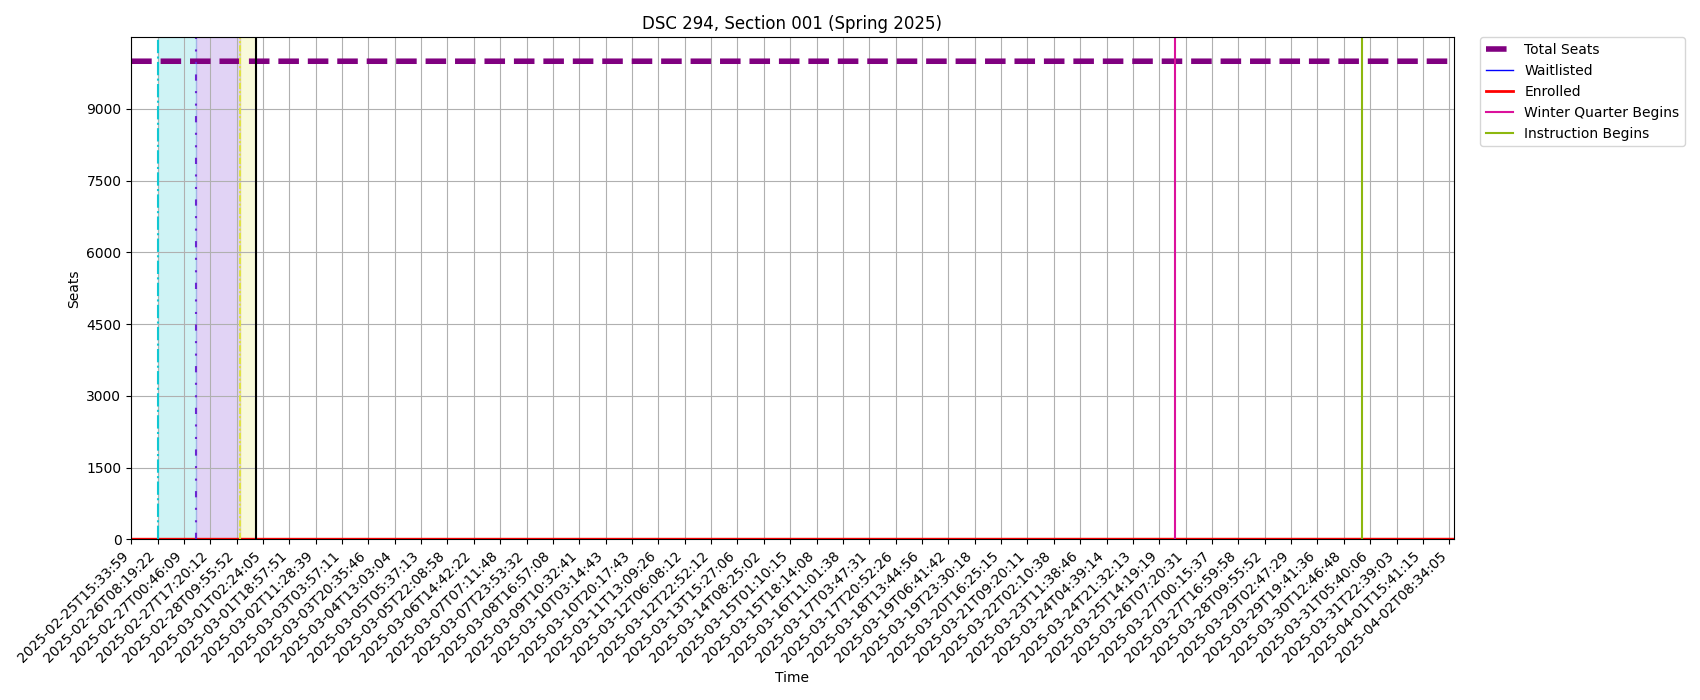 DSC 294, Section 001 (Spring 2025)
Total Seats
Waitlisted
Enrolled
Winter Quarter Begins
Instruction Begins
Seats
9000
7500
6000
4500
3000
1500
0
2025-02-25T15:33:59
2025-02-26T08:19:22
2025-02-27T00:46:09
2025-02-27T17:20:12
2025-02-28T09:55:52
2025-03-01T02:24:05
2025-03-01T18:57:51
2025-03-02T11:28:39
2025-03-03T03:57:11
2025-03-03T20:35:46
2025-03-04T13:03:04
2025-03-05T05:37:13
2025-03-05T22:08:58
2025-03-06T14:42:22
2025-03-07T07:11:48
2025-03-07T23:53:32
2025-03-08T16:57:08
2025-03-09T10:32:41
2025-03-10T03:14:43
2025-03-10T20:17:43
2025-03-11T13:09:26
2025-03-12T06:08:12
2025-03-12T22:52:12
2025-03-13T15:27:06
2025-03-14T08:25:02
2025-03-15T01:10:15
2025-03-15T18:14:08
2025-03-16T11:01:38
2025-03-17T03:47:31
2025-03-17T20:52:26
2025-03-18T13:44:56
2025-03-19T06:41:42
2025-03-19T23:30:18
2025-03-20T16:25:15
2025-03-21T09:20:11
2025-03-22T02:10:38
2025-03-23T11:38:46
2025-03-24T04:39:14
2025-03-24T21:32:13
2025-03-25T14:19:19
2025-03-26T07:20:31
2025-03-27T00:15:37
2025-03-27T16:59:58
2025-03-28T09:55:52
2025-03-29T02:47:29
2025-03-29T19:41:36
2025-03-30T12:46:48
2025-03-31T05:40:06
2025-03-31T22:39:03
2025-04-01T15:41:15
2025-04-02T08:34:05
Time